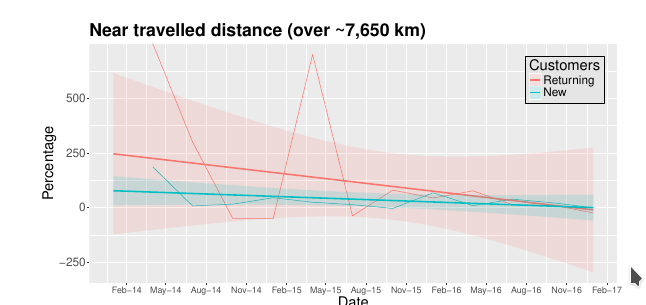 Near travelled distance (over ~7,650 km)
Customers
Returning
New
500
250
0
−250
Percentage
Feb−14 May−14 Aug−14 Nov−14 Feb−15 May−15 Aug−15 Nov−15 Feb−16 May−16 Aug−16 Nov−16 Feb−17
Date